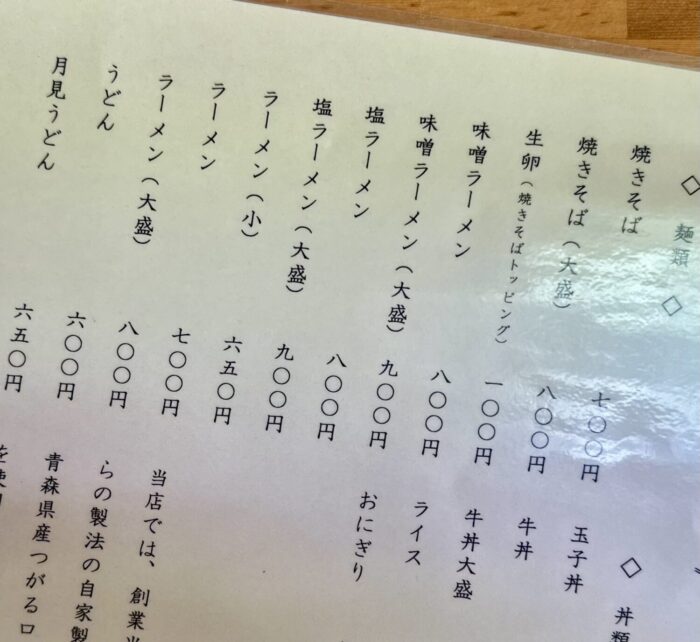 ◇ 麺類 ◇
焼きそば 七〇〇円
焼きそば(大盛) 八〇〇円
生卵(焼きそばトッピング) 一〇〇円
味噌ラーメン 八〇〇円
味噌ラーメン(大盛) 九〇〇円
塩ラーメン 八〇〇円
塩ラーメン(大盛) 九〇〇円
ラーメン(小) 六五〇円
ラーメン 七〇〇円
ラーメン(大盛) 八〇〇円
うどん 六〇〇円
月見うどん 六五〇円
◇ 丼類
玉子丼
牛丼
牛丼大盛
ライス
おにぎり
当店では、創業
らの製法の自家製
青森県産つがるロ